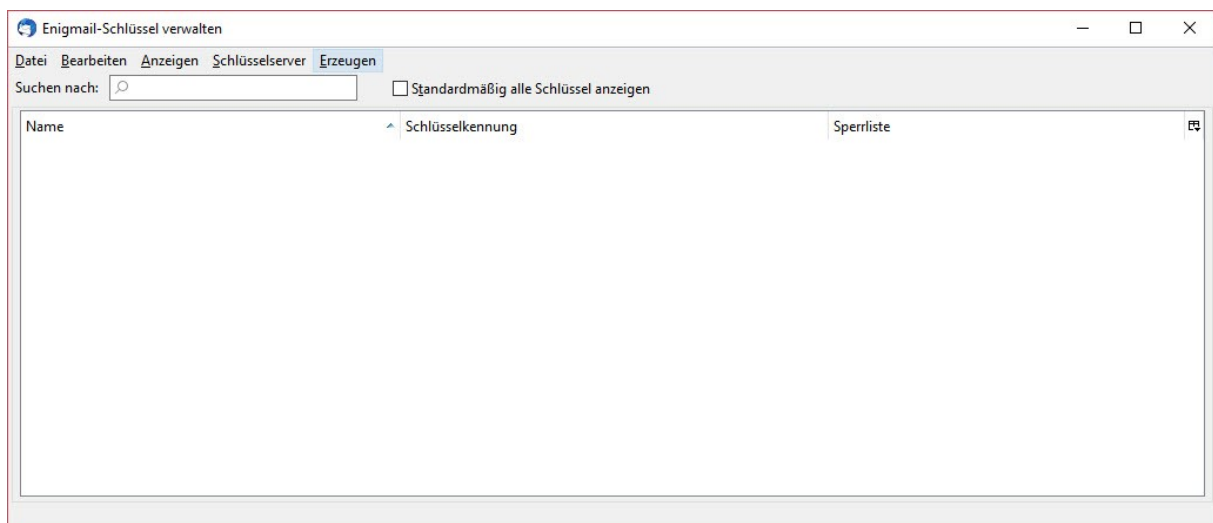 Enigmail-Schlüssel verwalten
Datei Bearbeiten Anzeigen Schlüsselserver Erzeugen
Suchen nach: Standardmäßig alle Schlüssel anzeigen
Name Schlüsselkennung Sperrliste